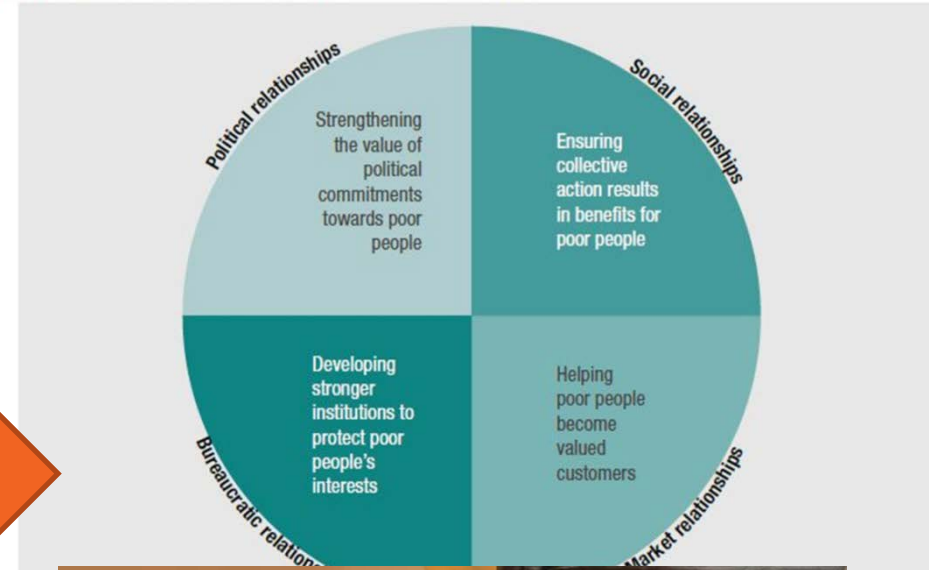 Political relationships
Strengthening
the value of
political
commitments
towards poor
people
Social relationships
Ensuring
collective
action results
in benefits for
poor people
Developing
stronger
institutions to
protect poor
people's
interests
Bureaucratic
Helping
poor people
become
valued
customers
Market relationships